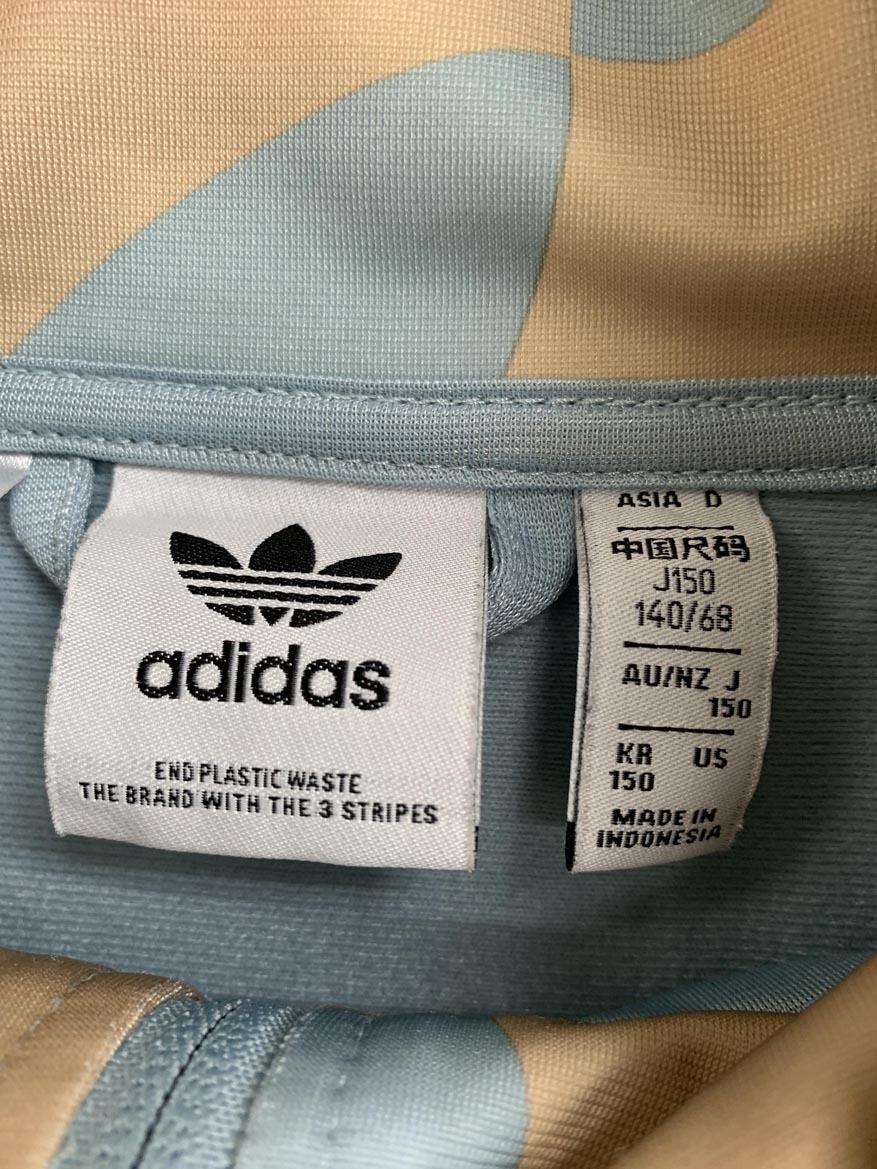 adidas
END PLASTIC WASTE
THE BRAND WITH THE 3 STRIPES
ASIA D
中国尺码
J150
140/68
AU/NZ J
150
KR US
150
MADE IN
INDONESIA